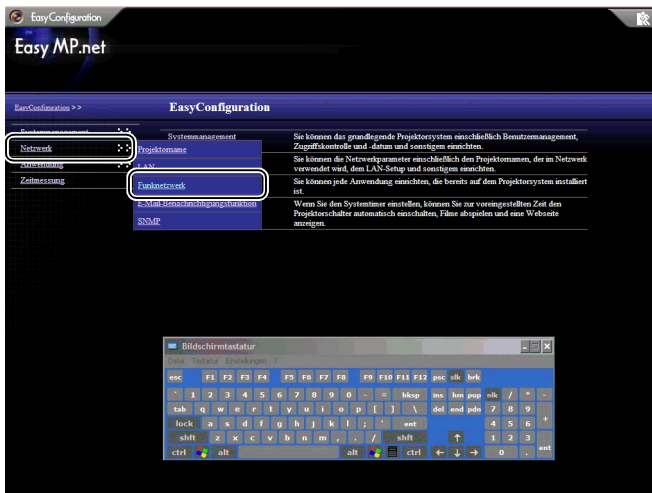 EasyConfiguration
Easy MP.net
EasyConfiguration >>
EasyConfiguration
Systemmanagement
Netzwerk
Anwendung
Zeitmessung
Projektorname
LAN
Funknetzwerk
E-Mail-Benachrichtigungsfunktion
SNMP
Systemmanagement
Sie können das grundlegende Projektorsystem einschließlich Benutzermanagement,
Zugriffskontrolle und -datum und sonstigem einrichten.
Sie können die Netzwerkparameter einschließlich den Projektornamen, der im Netzwerk
verwendet wird, dem LAN-Setup und sonstigem einrichten.
Sie können jede Anwendung einrichten, die bereits auf dem Projektorsystem installiert
ist.
Wenn Sie den Systemtimer einstellen, können Sie zur voreingestellten Zeit den
Projektorschalter automatisch einschalten, Filme abspielen und eine Webseite
anzeigen.
Bildschirmtastatur
Datei Tastatur Einstellungen ?
esc F1 F2 F3 F4 F5 F6 F7 F8 F9 F10 F11 F12 psc slk brk
` 1 2 3 4 5 6 7 8 9 0 - = bksp ins hm pup nlk / * -
tab q w e r t y u i o p [ ] \ del end pdn 7 8 9 +
lock a s d f g h j k l ; ' ent 4 5 6
shft z x c v b n m , . / shft ↑ 1 2 3 ent
ctrl alt alt ctrl ← ↓ → 0 .